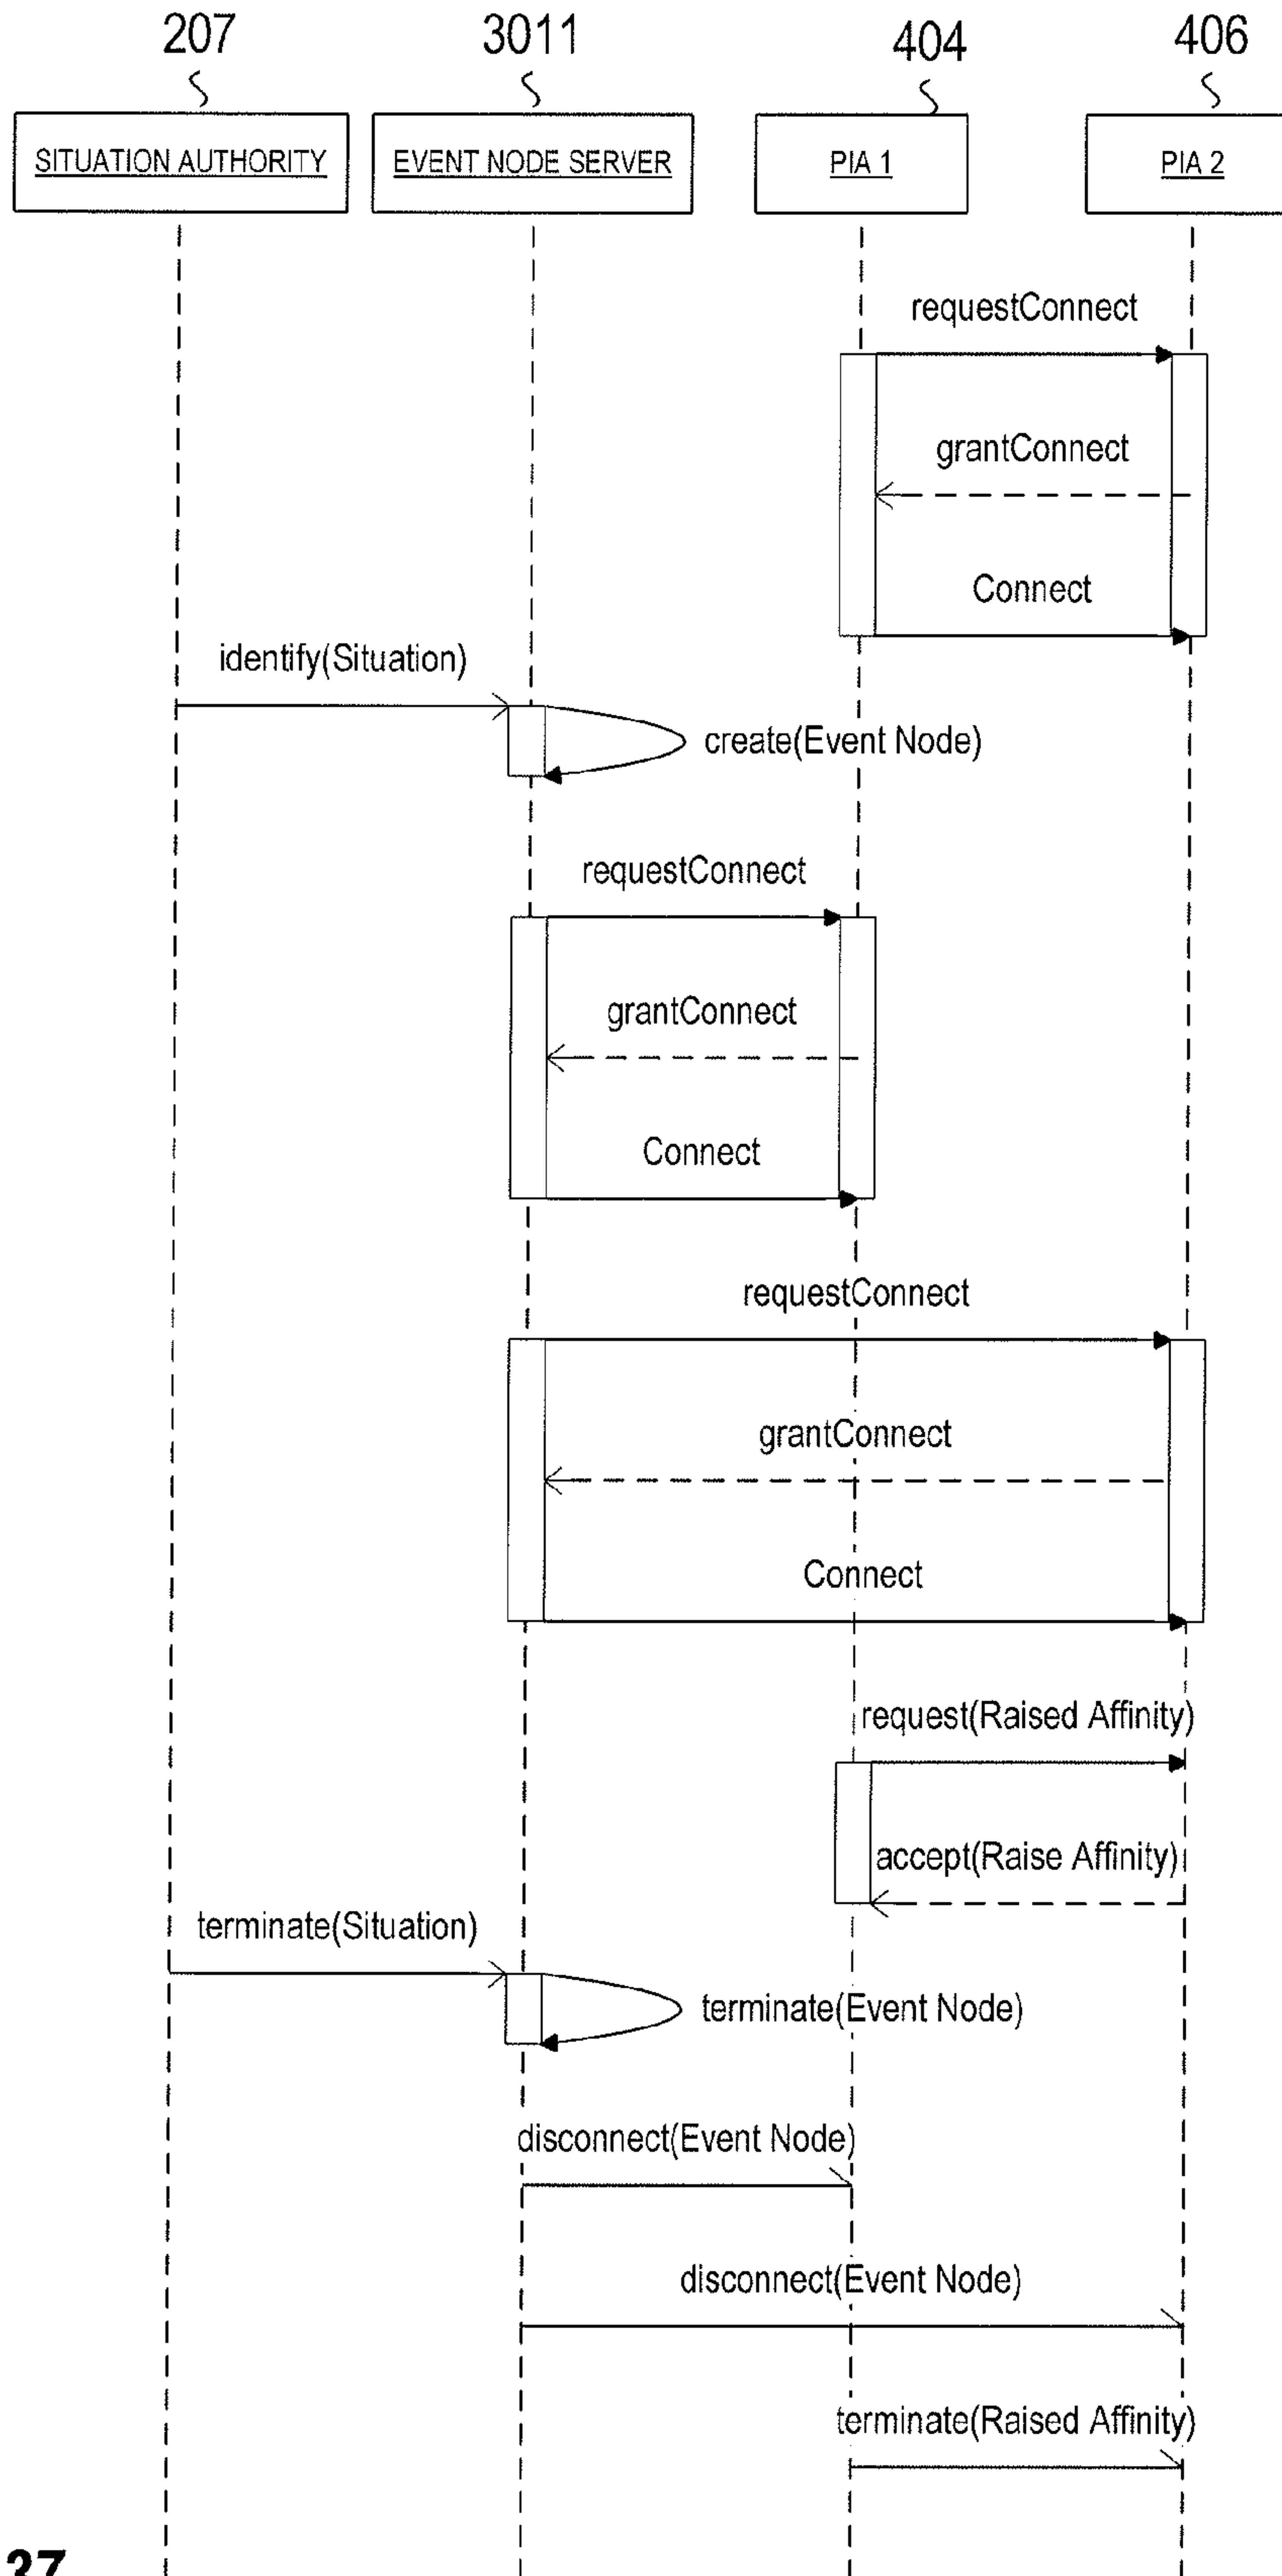 207 3011 404 406
SITUATION AUTHORITY EVENT NODE SERVER PIA 1 PIA 2
requestConnect
grantConnect
Connect
identify(Situation)
create(Event Node)
requestConnect
grantConnect
Connect
requestConnect
grantConnect
Connect
request(Raised Affinity)
accept(Raise Affinity)
terminate(Situation)
terminate(Event Node)
disconnect(Event Node)
disconnect(Event Node)
terminate(Raised Affinity)
37